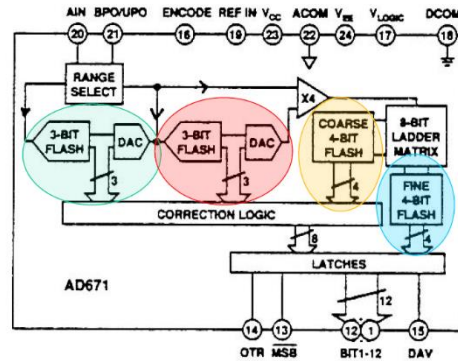 AIN BPO/UPO ENCODE REF IN VCC ACOM VEE VLOGIC DCOM
20 21 16 19 23 22 24 17 18
RANGE
SELECT
X4
3-BIT
FLASH
DAC
3-BIT
FLASH
DAC
COARSE
4-BIT
FLASH
8-BIT
LADDER
MATRIX
3
3
4
FINE
4-BIT
FLASH
CORRECTION LOGIC
8
4
LATCHES
AD671
12
14 13 12 1 15
OTR MSB BIT1-12 DAV